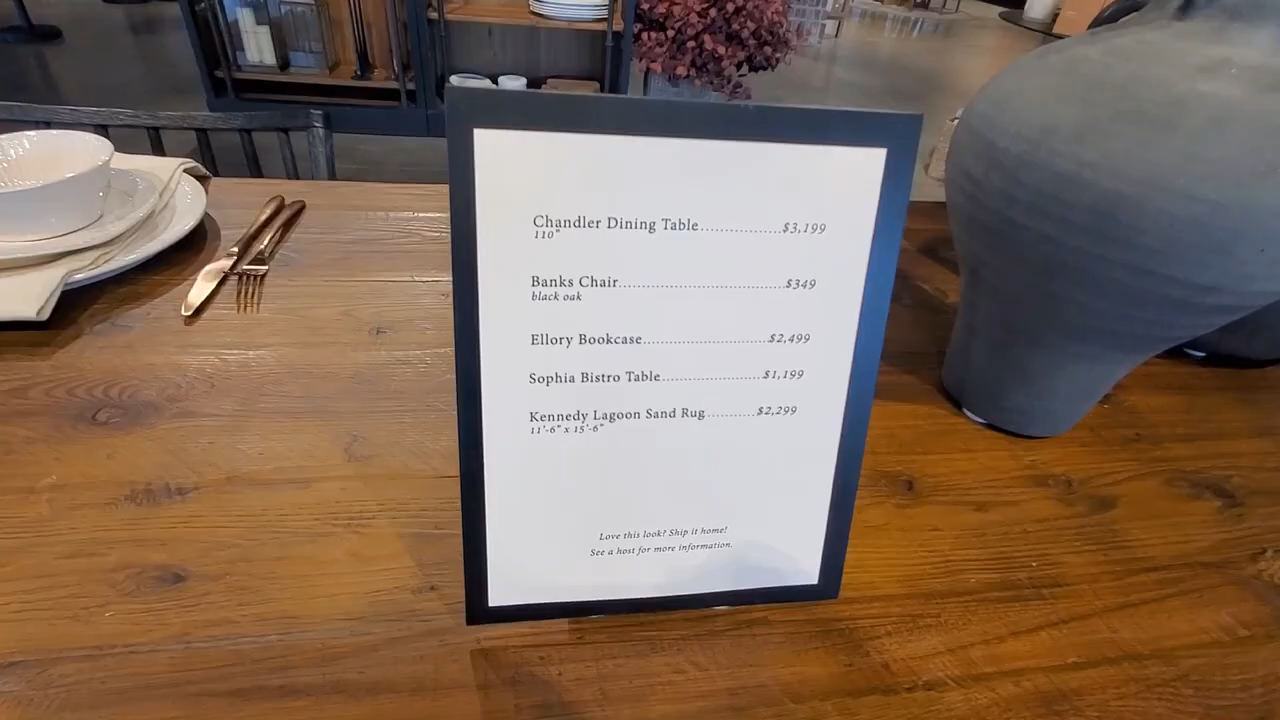 Chandler Dining Table................$3,199
110"
Banks Chair.......................................$349
black oak
Ellory Bookcase.............................$2,499
Sophia Bistro Table.......................$1,199
Kennedy Lagoon Sand Rug...........$2,299
11'-6" x 15'-6"
Love this look? Ship it home!
See a host for more information.